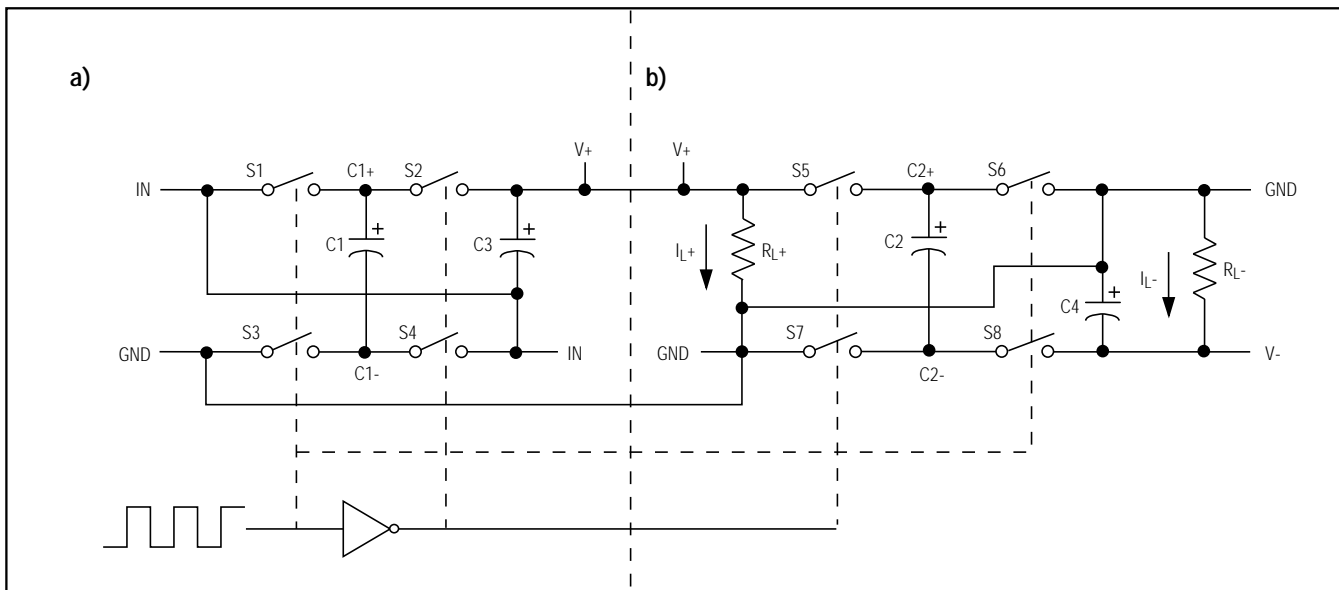 a)
b)
V+
V+
S1
C1+
S2
S5
C2+
S6
IN
GND
+
+
+
C1
C3
IL+
RL+
C2
+
IL-
RL-
C4
S3
S4
S7
S8
GND
C1-
IN
GND
C2-
V-